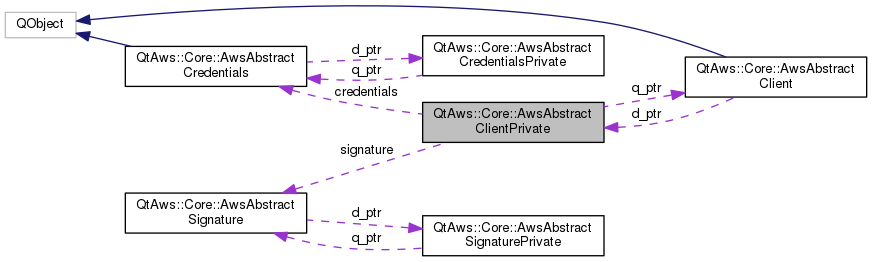 QObject
QtAws::Core::AwsAbstract
Credentials
d_ptr
q_ptr
credentials
QtAws::Core::AwsAbstract
CredentialsPrivate
QtAws::Core::AwsAbstract
Client
q_ptr
d_ptr
QtAws::Core::AwsAbstract
ClientPrivate
signature
QtAws::Core::AwsAbstract
Signature
d_ptr
q_ptr
QtAws::Core::AwsAbstract
SignaturePrivate